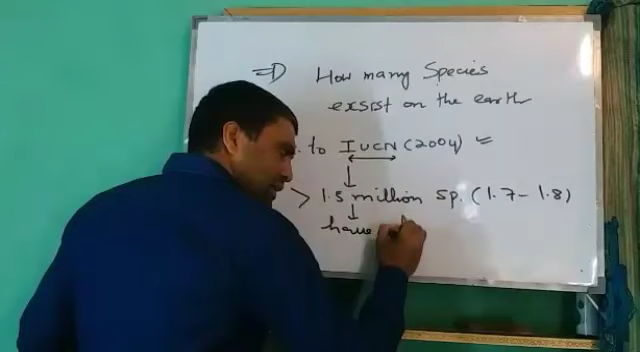 ⇒ How many Species
exsist on the earth
. to IUCN (2004) =
> 1.5 million sp. (1.7 - 1.8)
have